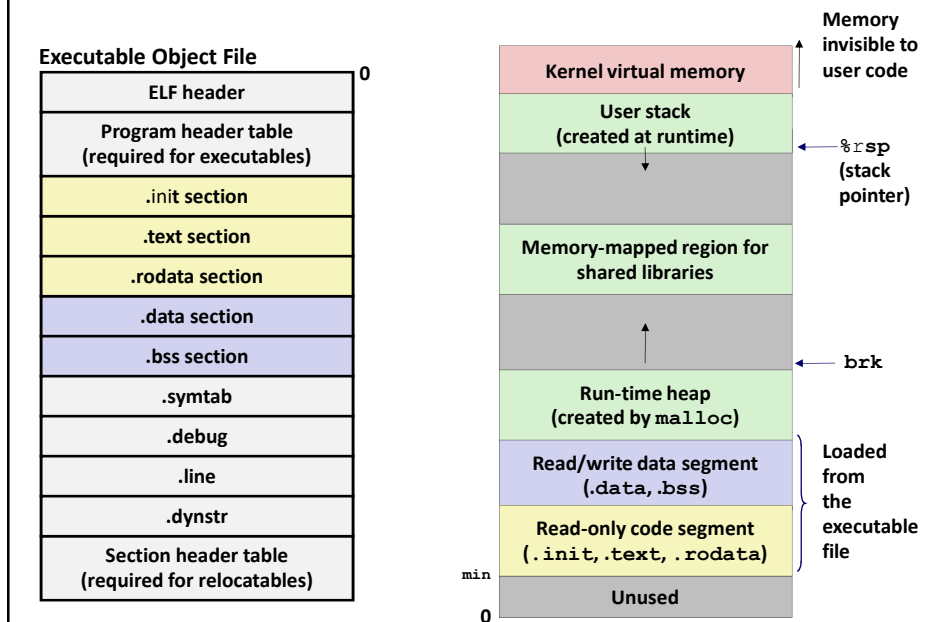 Executable Object File
0
ELF header
Program header table
(required for executables)
.init section
.text section
.rodata section
.data section
.bss section
.symtab
.debug
.line
.dynstr
Section header table
(required for relocatables)
Kernel virtual memory
Memory
invisible to
user code
User stack
(created at runtime)
%rsp
(stack
pointer)
Memory-mapped region for
shared libraries
brk
Run-time heap
(created by malloc)
Read/write data segment
(.data, .bss)
Read-only code segment
(.init, .text, .rodata)
Loaded
from
the
executable
file
min
Unused
0